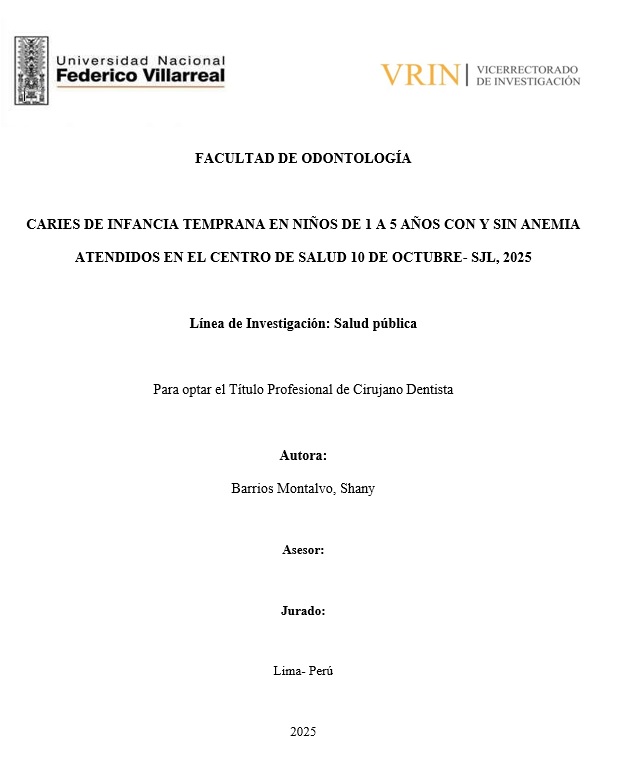 Universidad Nacional
Federico Villarreal
VRIN | VICERRECTORADO
DE INVESTIGACIÓN
FACULTAD DE ODONTOLOGÍA
CARIES DE INFANCIA TEMPRANA EN NIÑOS DE 1 A 5 AÑOS CON Y SIN ANEMIA
ATENDIDOS EN EL CENTRO DE SALUD 10 DE OCTUBRE- SJL, 2025
Línea de Investigación: Salud pública
Para optar el Título Profesional de Cirujano Dentista
Autora:
Barrios Montalvo, Shany
Asesor:
Jurado:
Lima- Perú
2025